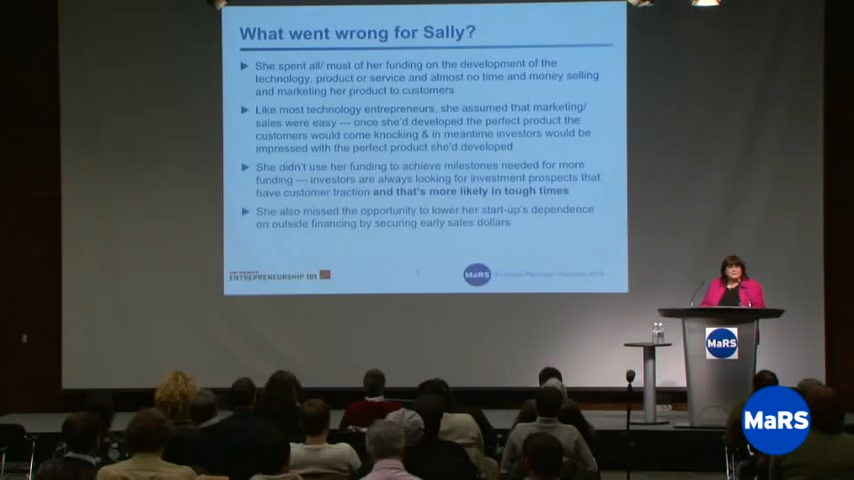 What went wrong for Sally?
She spent all/ most of her funding on the development of the
technology, product or service and almost no time and money selling
and marketing her product to customers
Like most technology entrepreneurs, she assumed that marketing/
sales were easy — once she'd developed the perfect product the
customers would come knocking & in meantime investors would be
impressed with the perfect product she'd developed
She didn't use her funding to achieve milestones needed for more
funding — investors are always looking for investment prospects that
have customer traction and that's more likely in tough times
She also missed the opportunity to lower her start-up's dependence
on outside financing by securing early sales dollars
ENTREPRENEURSHIP 101
MaRS
Financial Planning – February
MaRS
MaRS